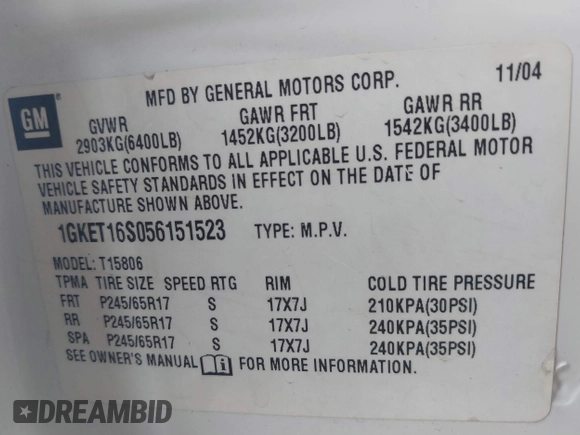 GM
MFD BY GENERAL MOTORS CORP. 11/04
GVWR GAWR FRT GAWR RR
2903KG(6400LB) 1452KG(3200LB) 1542KG(3400LB)
THIS VEHICLE CONFORMS TO ALL APPLICABLE U.S. FEDERAL MOTOR
VEHICLE SAFETY STANDARDS IN EFFECT ON THE DATE OF
MANUFACTURE SHOWN ABOVE.
1GKET16S056151523 TYPE: M.P.V.
MODEL: T15806
TPMA TIRE SIZE SPEED RTG RIM COLD TIRE PRESSURE
FRT P245/65R17 S 17X7J 210KPA(30PSI)
RR P245/65R17 S 17X7J 240KPA(35PSI)
SPA P245/65R17 S 17X7J 240KPA(35PSI)
SEE OWNER'S MANUAL FOR MORE INFORMATION.
DREAMBID